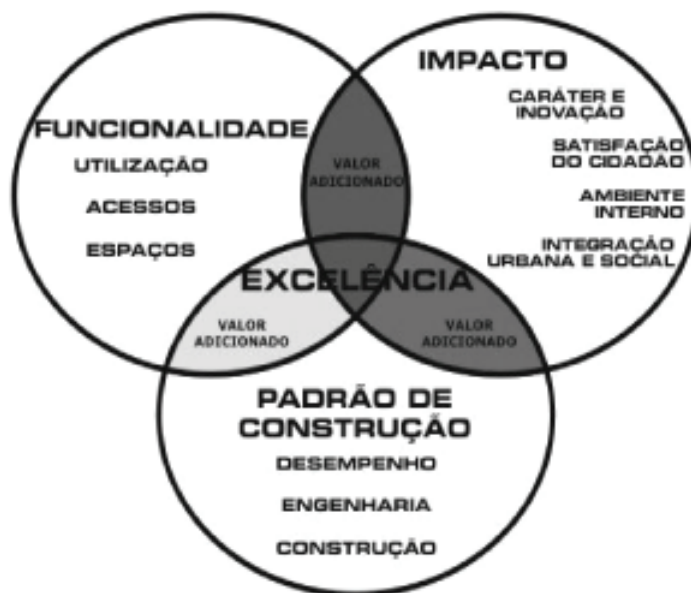 FUNCIONALIDADE
UTILIZAÇÃO
ACESSOS
ESPAÇOS
IMPACTO
CARÁTER E
INOVAÇÃO
SATISFAÇÃO
DO CIDADAO
AMBIENTE
INTERNO
INTEGRAÇÃO
URBANA E SOCIAL
VALOR
ADICIONADO
EXCELÊNCIA
VALOR
ADICIONADO
VALOR
ADICIONADO
PADRÃO DE
CONSTRUÇÃO
DESEMPENHO
ENGENHARIA
CONSTRUÇÃO